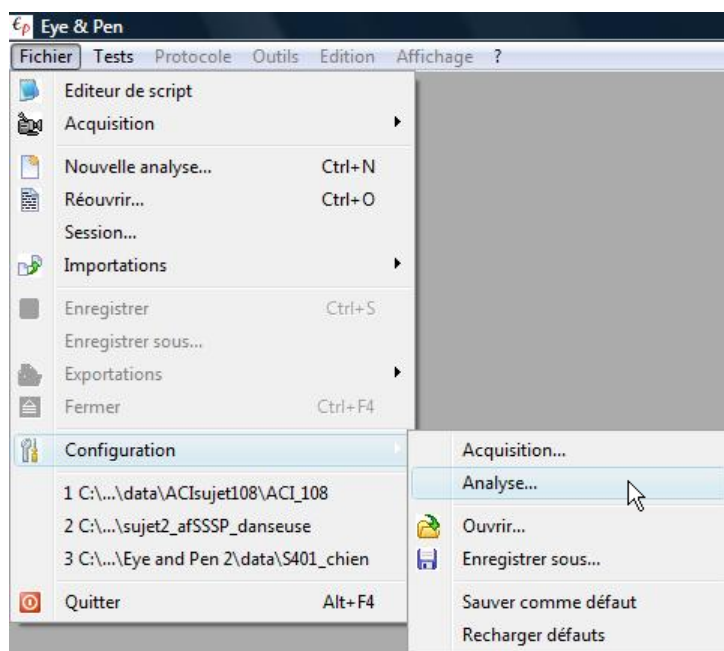 Eye & Pen
Fichier Tests Protocole Outils Edition Affichage ?
Editeur de script
Acquisition
Nouvelle analyse... Ctrl+N
Réouvrir... Ctrl+O
Session...
Importations
Enregistrer Ctrl+S
Enregistrer sous...
Exportations
Fermer Ctrl+F4
Configuration
1 C:\...\data\ACIsujet108\ACI_108
2 C:\...\sujet2_afSSSP_danseuse
3 C:\...\Eye and Pen 2\data\S401_chien
Quitter Alt+F4
Acquisition...
Analyse...
Ouvrir...
Enregistrer sous...
Sauver comme défaut
Recharger défauts